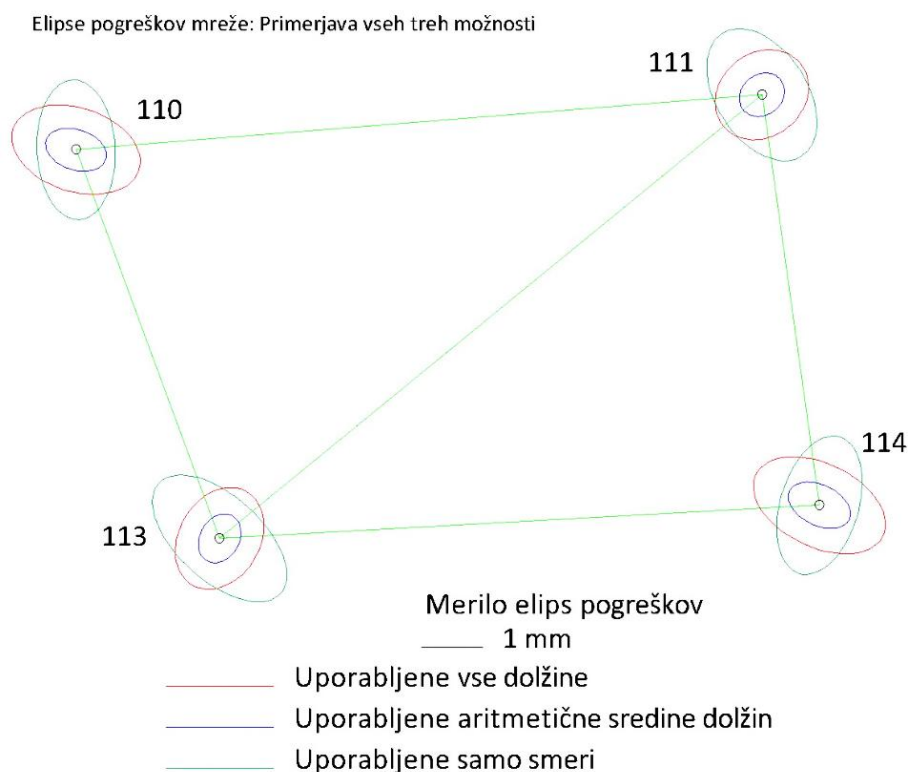 Elipse pogreškov mreže: Primerjava vseh treh možnosti
111
110
114
113
Merilo elips pogreškov
1 mm
Uporabljene vse dolžine
Uporabljene aritmetične sredine dolžin
Uporabljene samo smeri